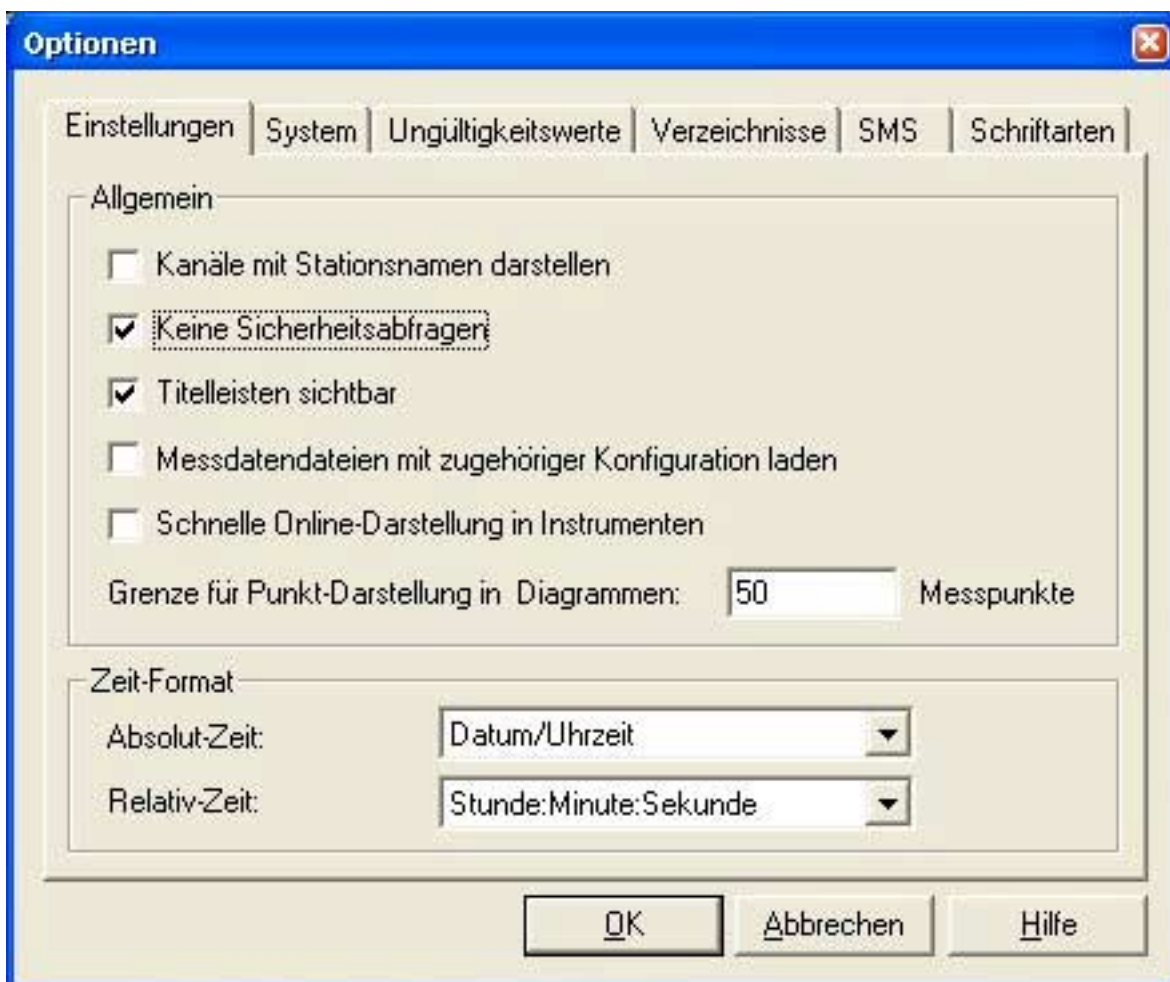 Optionen
Einstellungen System Ungültigkeitswerte Verzeichnisse SMS Schriftarten
Allgemein
Kanäle mit Stationsnamen darstellen
Keine Sicherheitsabfragen
Titelleisten sichtbar
Messdatendateien mit zugehöriger Konfiguration laden
Schnelle Online-Darstellung in Instrumenten
Grenze für Punkt-Darstellung in Diagrammen: 50 Messpunkte
Zeit-Format
Absolut-Zeit: Datum/Uhrzeit
Relativ-Zeit: Stunde:Minute:Sekunde
OK Abbrechen Hilfe